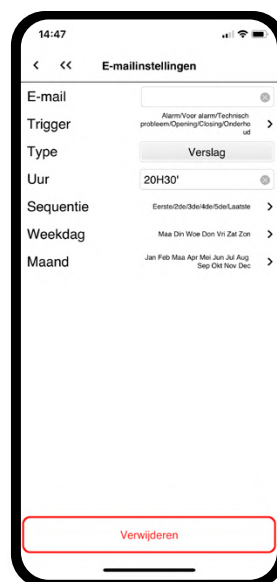 14:47
< << E-mailinstellingen
E-mail
Trigger Alarm/Voor alarm/Technisch
probleem/Opening/Closing/Onderho
ud >
Type Verslag
Uur 20H30'
Sequentie Eerste/2de/3de/4de/5de/Laatste >
Weekdag Maa Din Woe Don Vri Zat Zon >
Maand Jan Feb Maa Apr Mei Jun Jul Aug
Sep Okt Nov Dec >
Verwijderen